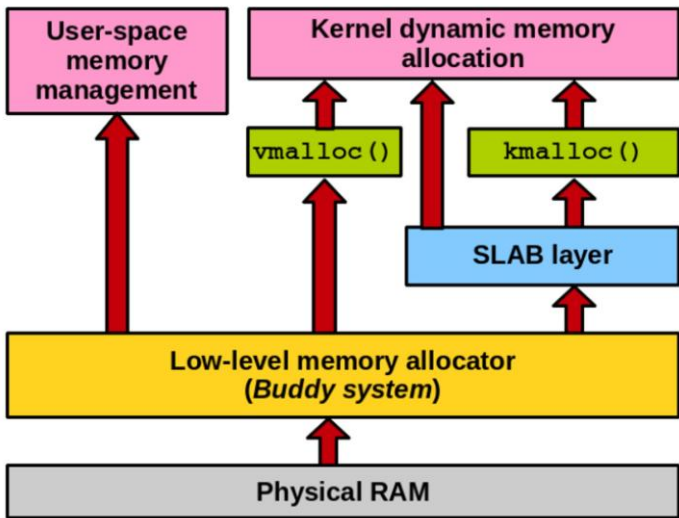 User-space
memory
management
Kernel dynamic memory
allocation
vmalloc()
kmalloc()
SLAB layer
Low-level memory allocator
(Buddy system)
Physical RAM